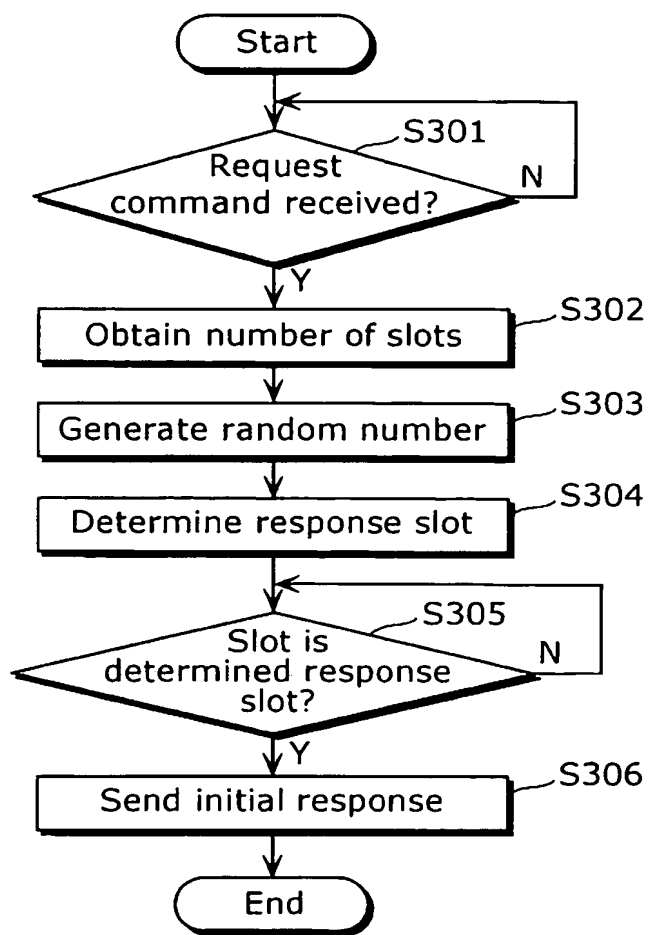 Start
S301
Request
command received?
N
Y
Obtain number of slots
S302
Generate random number
S303
Determine response slot
S304
S305
Slot is
determined response
slot?
N
Y
Send initial response
S306
End